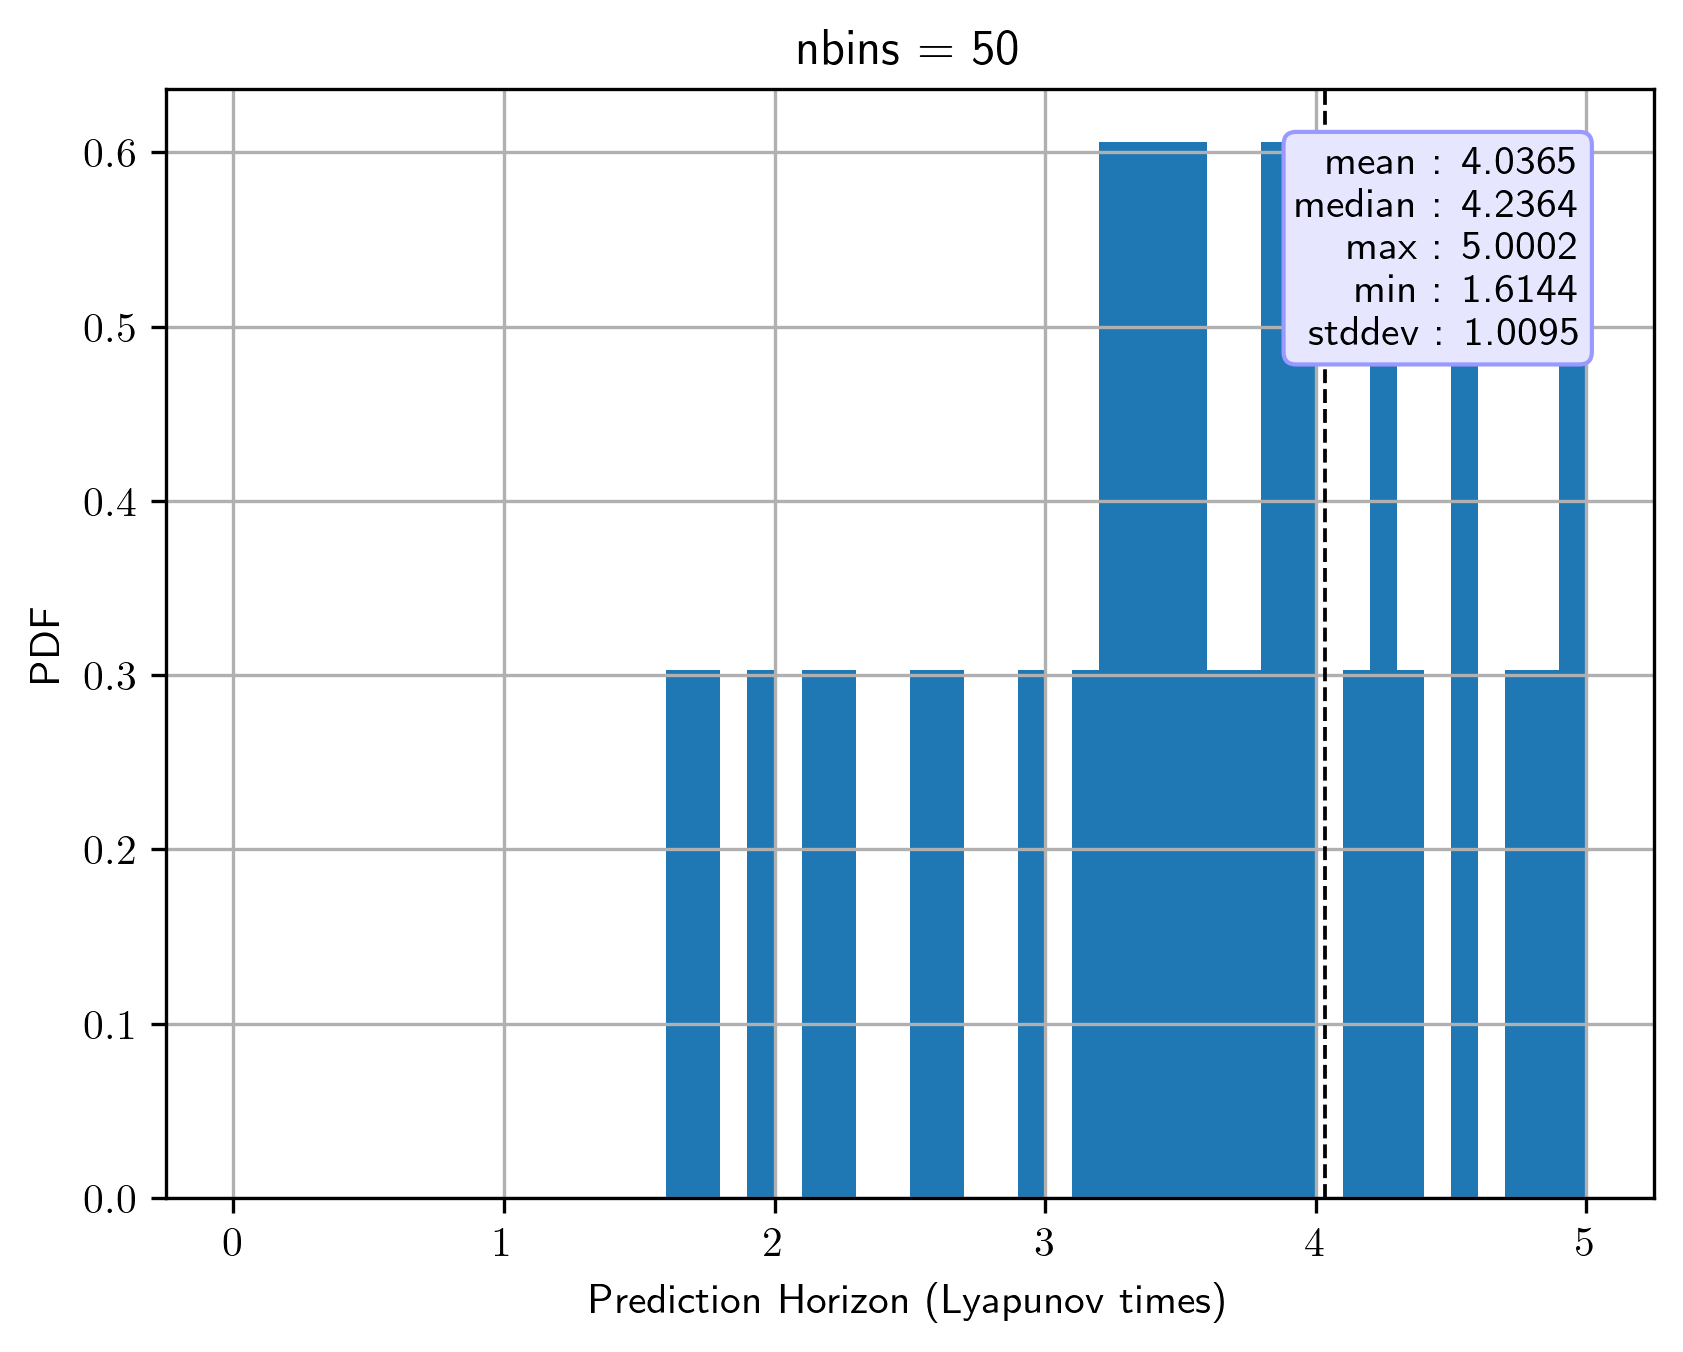 nbins = 50
mean : 4.0365
median : 4.2364
max : 5.0002
min : 1.6144
stddev : 1.0095
PDF
0.6
0.5
0.4
0.3
0.2
0.1
0.0
0 1 2 3 4 5
Prediction Horizon (Lyapunov times)